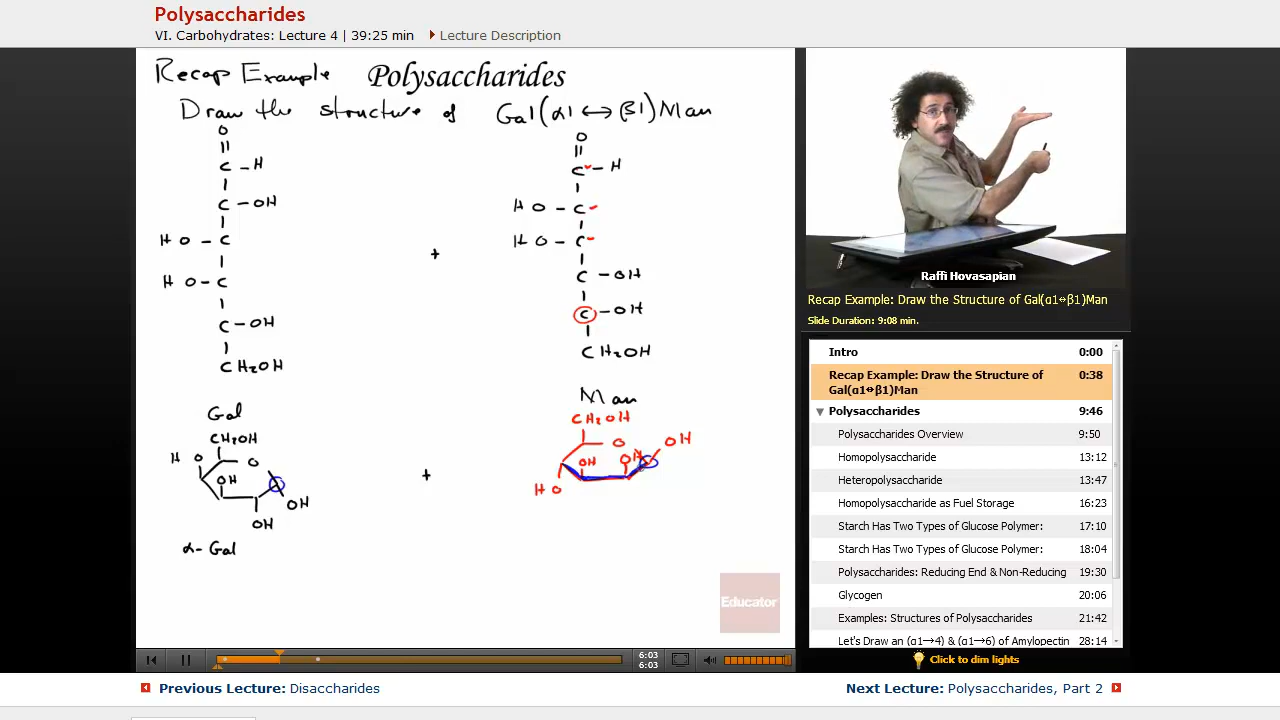 Polysaccharides
VI. Carbohydrates: Lecture 4 | 39:25 min
Lecture Description
Recap Example Polysaccharides
Draw the structure of Gal(α1 ↔ β1)Man
O
C - H
C - OH
HO - C
HO - C
C - OH
CH2OH
Gal
+
O
C - H
HO - C
HO - C
C - OH
C - OH
CH2OH
Man
CH2OH
HO
O
OH
OH
OH
α-Gal
+
CH2OH
O
OH
OH
OH
HO
Educator
6:03
6:03
Raffi Hovasapian
Recap Example: Draw the Structure of Gal(α1↔β1)Man
Slide Duration: 9:08 min.
Intro 0:00
Recap Example: Draw the Structure of Gal(α1↔β1)Man 0:38
Polysaccharides 9:46
Polysaccharides Overview 9:50
Homopolysaccharide 13:12
Heteropolysaccharide 13:47
Homopolysaccharide as Fuel Storage 16:23
Starch Has Two Types of Glucose Polymer: 17:10
Starch Has Two Types of Glucose Polymer: 18:04
Polysaccharides: Reducing End & Non-Reducing 19:30
Glycogen 20:06
Examples: Structures of Polysaccharides 21:42
Let's Draw an (α1→4) & (α1→6) of Amylopectin 28:14
Click to dim lights
Previous Lecture: Disaccharides
Next Lecture: Polysaccharides, Part 2